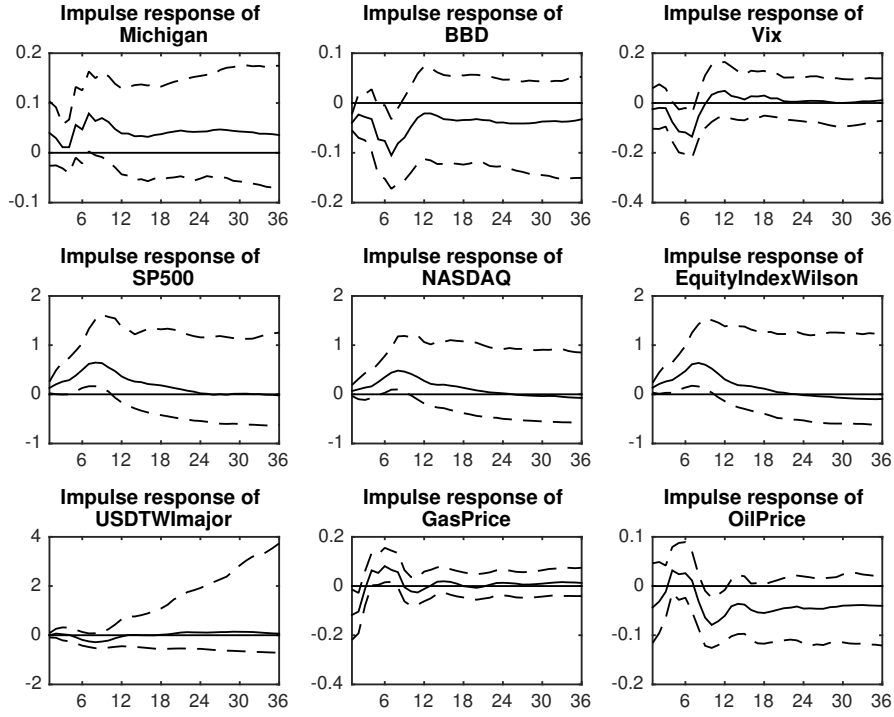 Impulse response of
Michigan
0.2
0.1
0
-0.1
6 12 18 24 30 36
Impulse response of
BBD
0.1
0
-0.1
-0.2
6 12 18 24 30 36
Impulse response of
Vix
0.2
0
-0.2
-0.4
6 12 18 24 30 36
Impulse response of
SP500
2
1
0
-1
6 12 18 24 30 36
Impulse response of
NASDAQ
2
1
0
-1
6 12 18 24 30 36
Impulse response of
EquityIndexWilson
2
1
0
-1
6 12 18 24 30 36
Impulse response of
USDTWImajor
4
2
0
-2
6 12 18 24 30 36
Impulse response of
GasPrice
0.2
0
-0.2
-0.4
6 12 18 24 30 36
Impulse response of
OilPrice
0.1
0
-0.1
-0.2
6 12 18 24 30 36